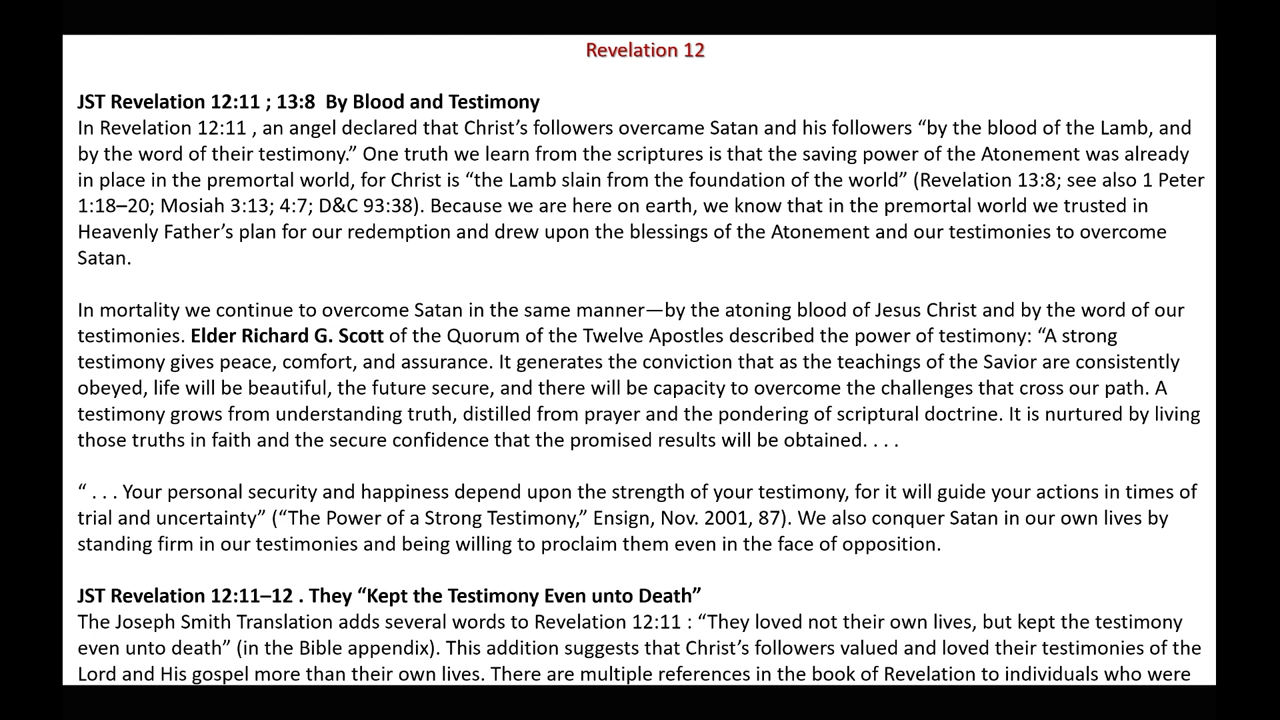 Revelation 12
JST Revelation 12:11 ; 13:8  By Blood and Testimony
In Revelation 12:11 , an angel declared that Christ’s followers overcame Satan and his followers “by the blood of the Lamb, and
by the word of their testimony.” One truth we learn from the scriptures is that the saving power of the Atonement was already
in place in the premortal world, for Christ is “the Lamb slain from the foundation of the world” (Revelation 13:8; see also 1 Peter
1:18–20; Mosiah 3:13; 4:7; D&C 93:38). Because we are here on earth, we know that in the premortal world we trusted in
Heavenly Father’s plan for our redemption and drew upon the blessings of the Atonement and our testimonies to overcome
Satan.
In mortality we continue to overcome Satan in the same manner—by the atoning blood of Jesus Christ and by the word of our
testimonies. Elder Richard G. Scott of the Quorum of the Twelve Apostles described the power of testimony: “A strong
testimony gives peace, comfort, and assurance. It generates the conviction that as the teachings of the Savior are consistently
obeyed, life will be beautiful, the future secure, and there will be capacity to overcome the challenges that cross our path. A
testimony grows from understanding truth, distilled from prayer and the pondering of scriptural doctrine. It is nurtured by living
those truths in faith and the secure confidence that the promised results will be obtained. . . .
“ . . . Your personal security and happiness depend upon the strength of your testimony, for it will guide your actions in times of
trial and uncertainty” (“The Power of a Strong Testimony,” Ensign, Nov. 2001, 87). We also conquer Satan in our own lives by
standing firm in our testimonies and being willing to proclaim them even in the face of opposition.
JST Revelation 12:11–12 . They “Kept the Testimony Even unto Death”
The Joseph Smith Translation adds several words to Revelation 12:11 : “They loved not their own lives, but kept the testimony
even unto death” (in the Bible appendix). This addition suggests that Christ’s followers valued and loved their testimonies of the
Lord and His gospel more than their own lives. There are multiple references in the book of Revelation to individuals who were